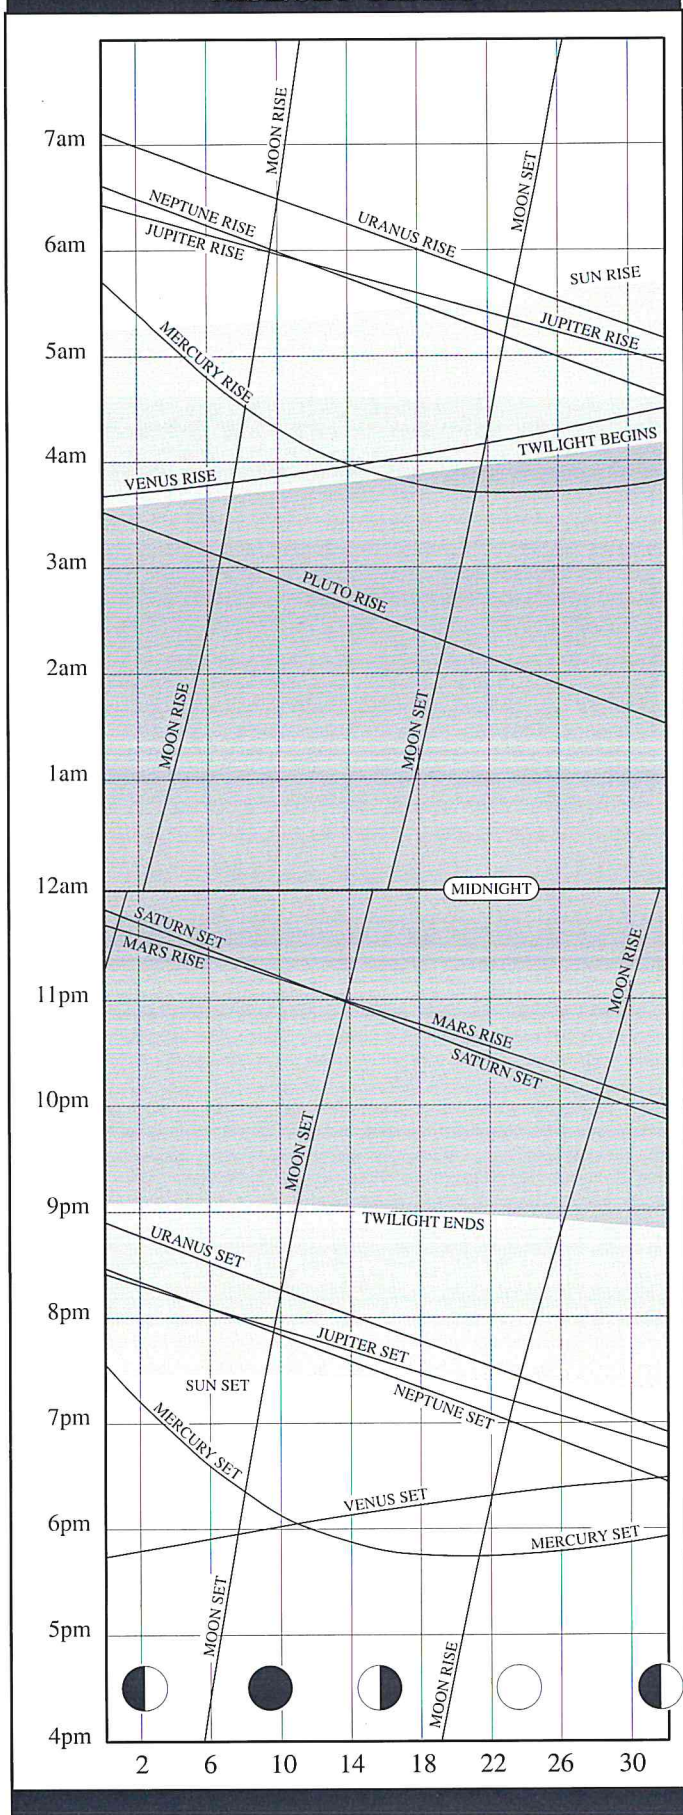 7am
MOON RISE
MOON SET
NEPTUNE RISE
URANUS RISE
JUPITER RISE
6am
SUN RISE
JUPITER RISE
5am
MERCURY RISE
TWILIGHT BEGINS
4am
VENUS RISE
3am
PLUTO RISE
2am
MOON RISE
MOON SET
1am
12am
MIDNIGHT
SATURN SET
MARS RISE
MOON RISE
11pm
MARS RISE
SATURN SET
10pm
MOON SET
9pm
TWILIGHT ENDS
URANUS SET
8pm
JUPITER SET
SUN SET
NEPTUNE SET
7pm
MERCURY SET
VENUS SET
6pm
MERCURY SET
5pm
MOON SET
MOON RISE
4pm
2 6 10 14 18 22 26 30